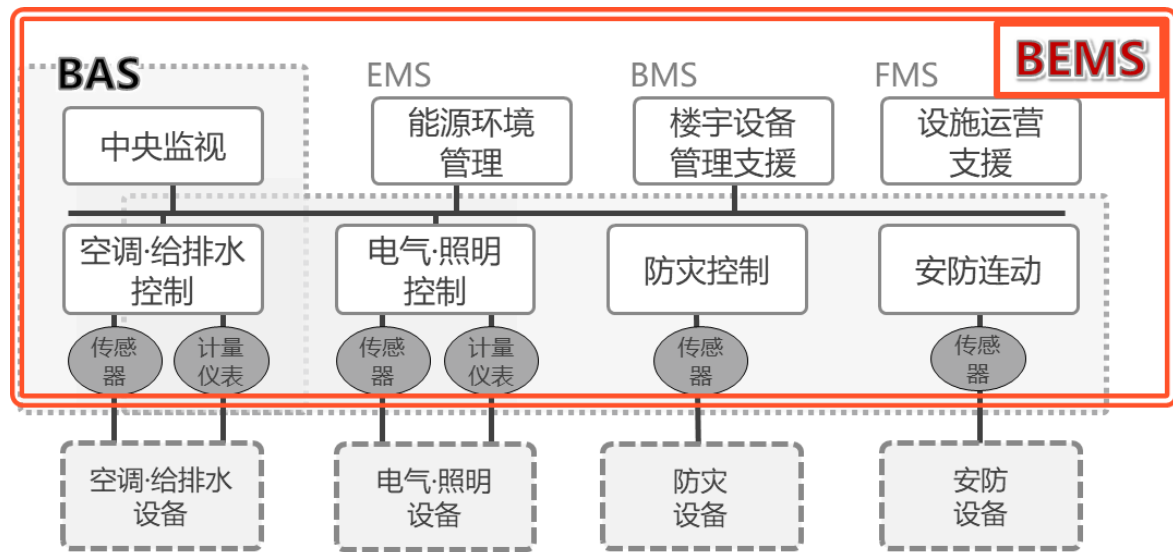 BEMS
BAS
EMS
BMS
FMS
中央监视
能源环境
管理
楼宇设备
管理支援
设施运营
支援
空调·给排水
控制
电气·照明
控制
防灾控制
安防连动
传感
器
计量
仪表
传感
器
计量
仪表
传感
器
传感
器
空调·给排水
设备
电气·照明
设备
防灾
设备
安防
设备